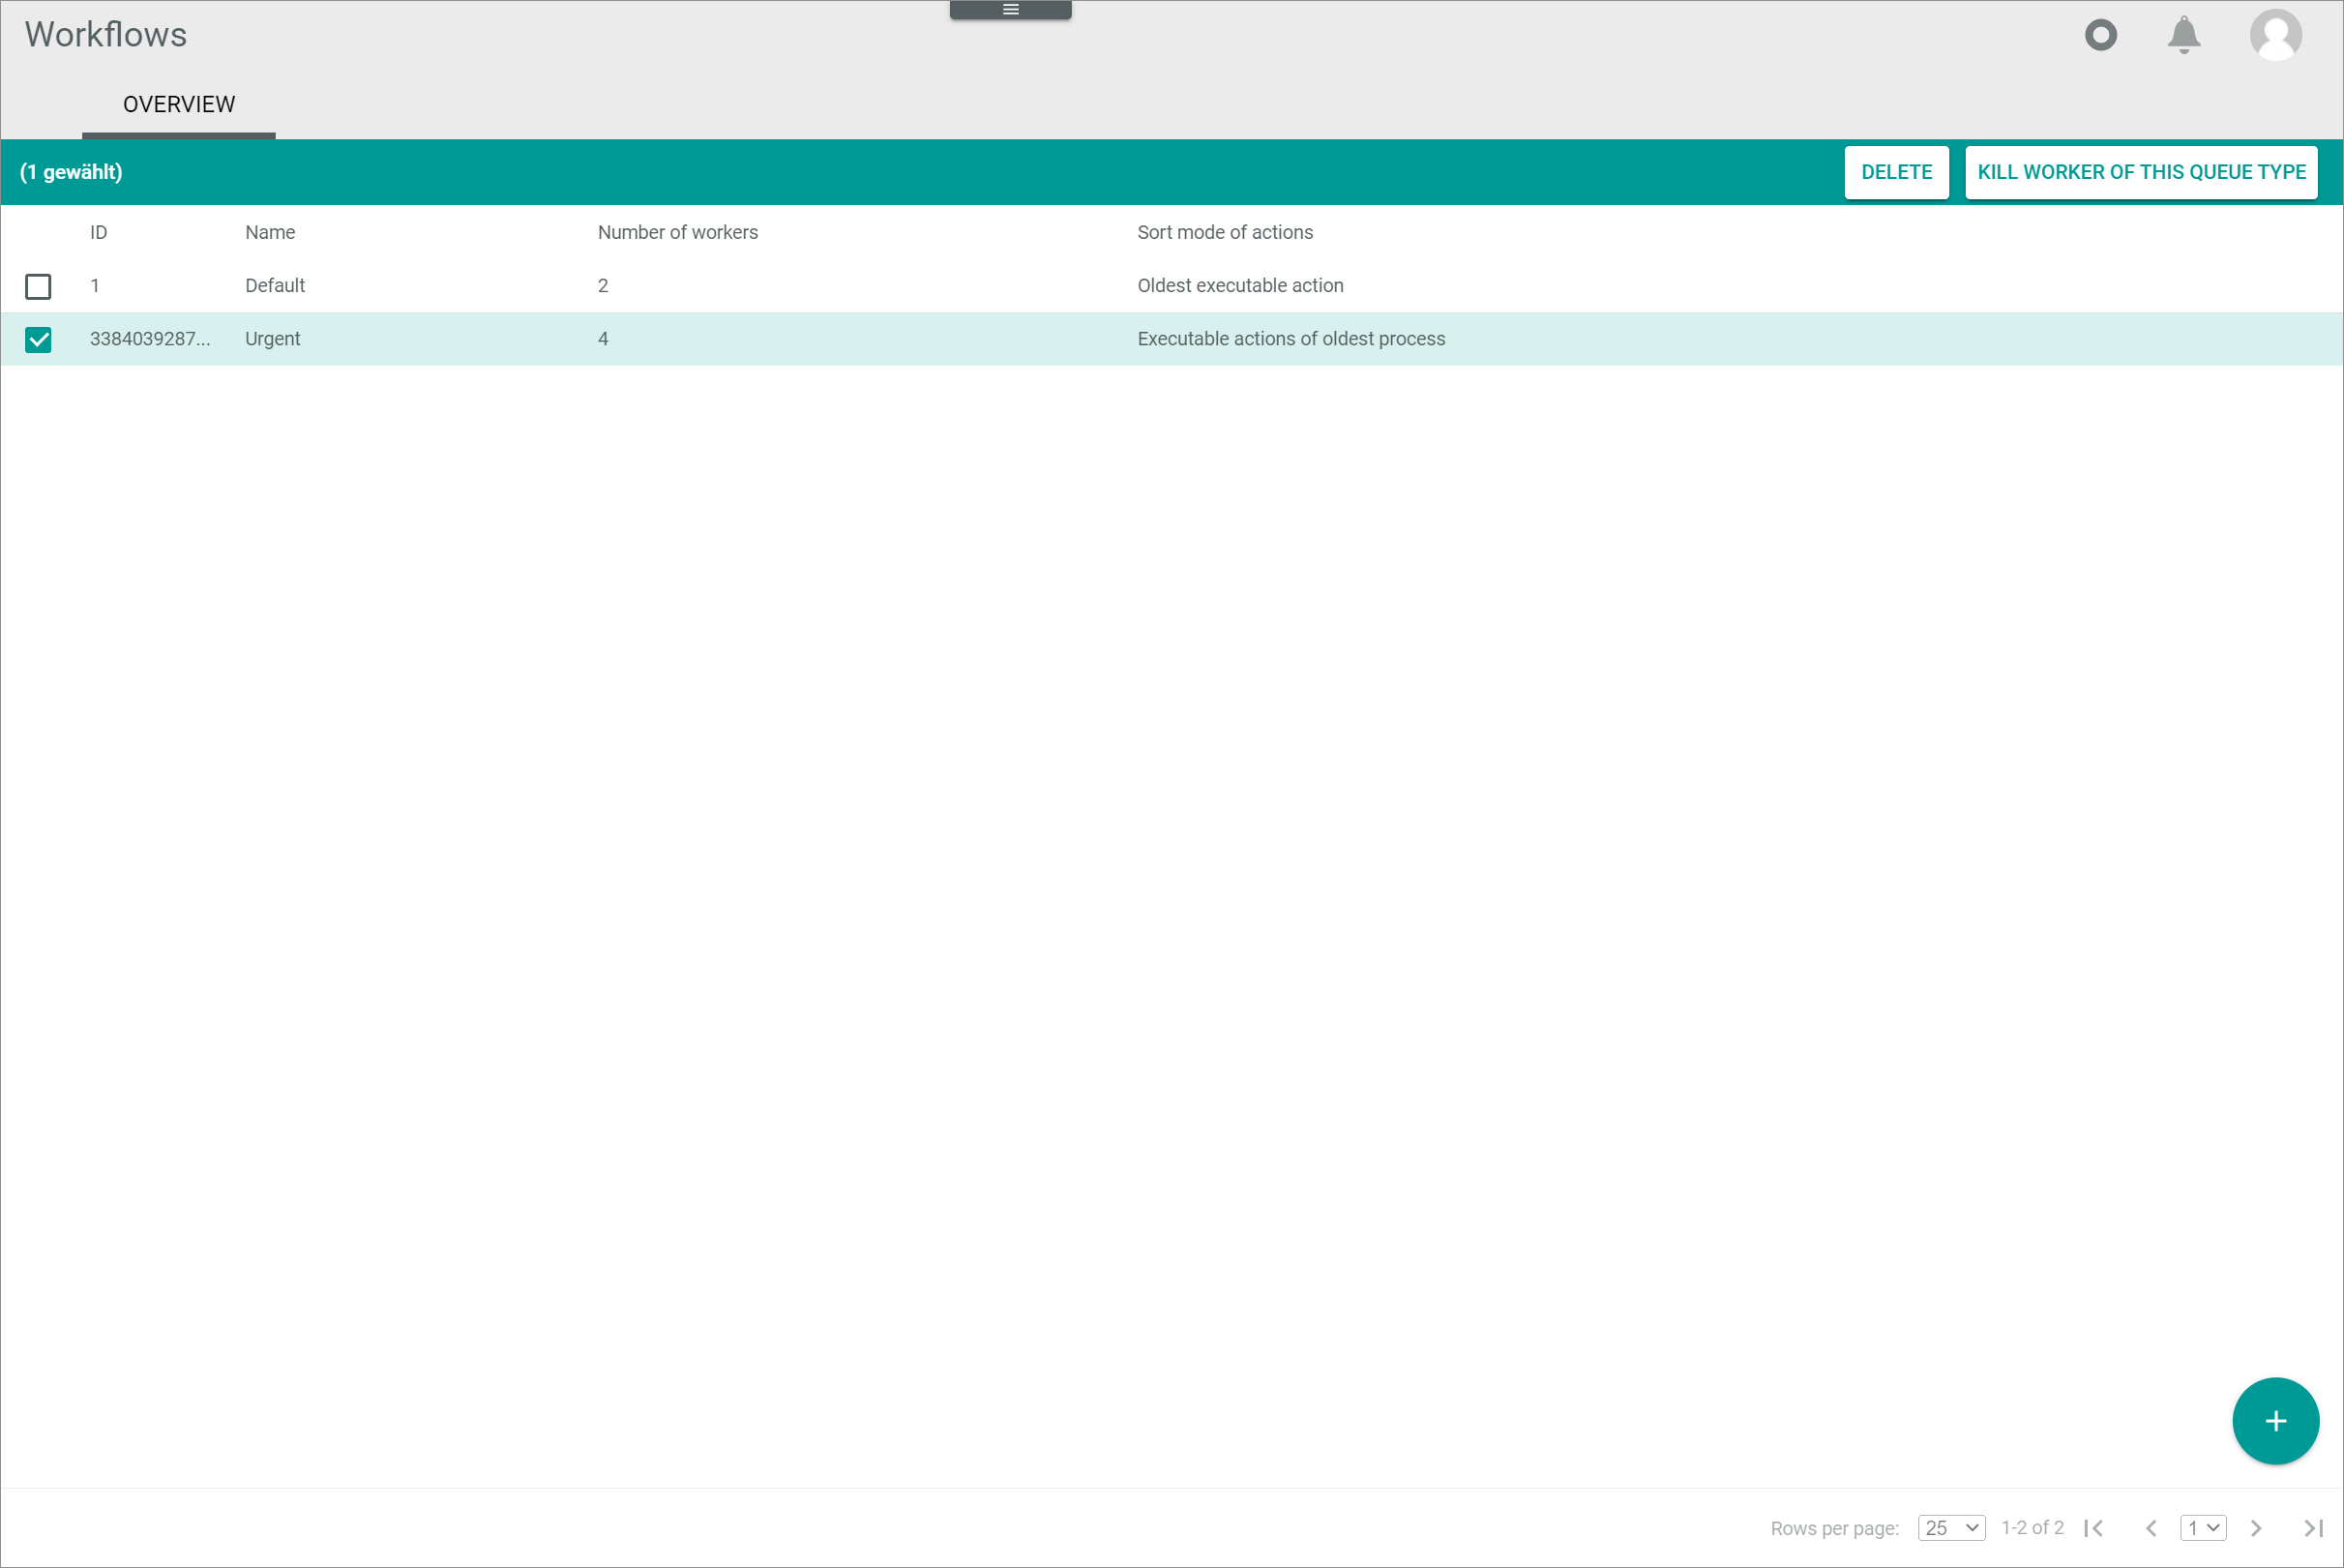 Workflows
OVERVIEW
(1 gewählt) DELETE KILL WORKER OF THIS QUEUE TYPE
ID Name Number of workers Sort mode of actions
1 Default 2 Oldest executable action
3384039287... Urgent 4 Executable actions of oldest process
Rows per page: 25 1-2 of 2 1